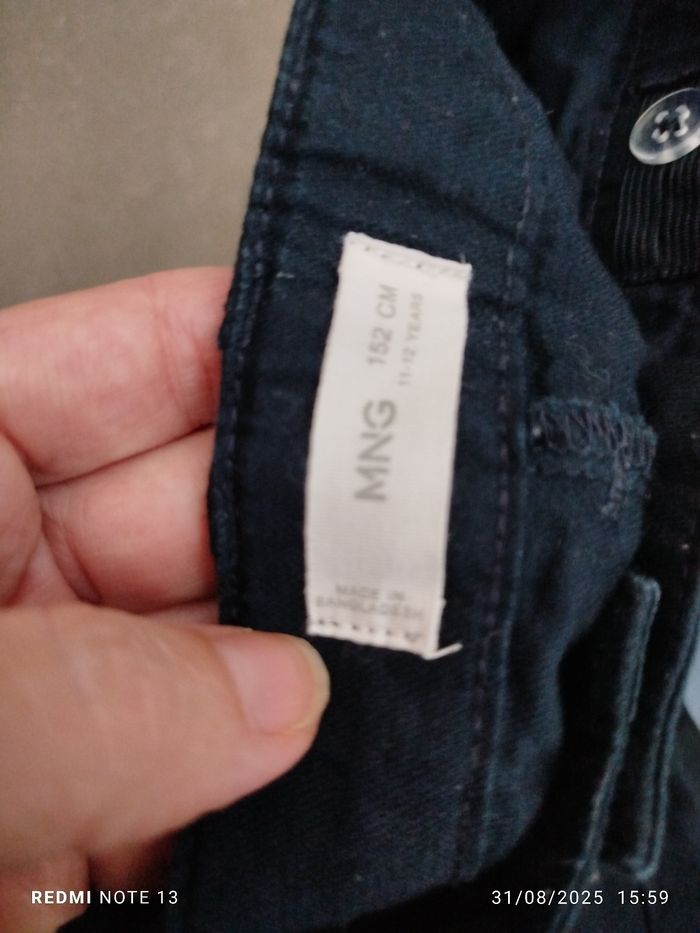 152 CM
11-12 YEARS
MNG
MADE IN
BANGLADESH
REDMI NOTE 13
31/08/2025 15:59